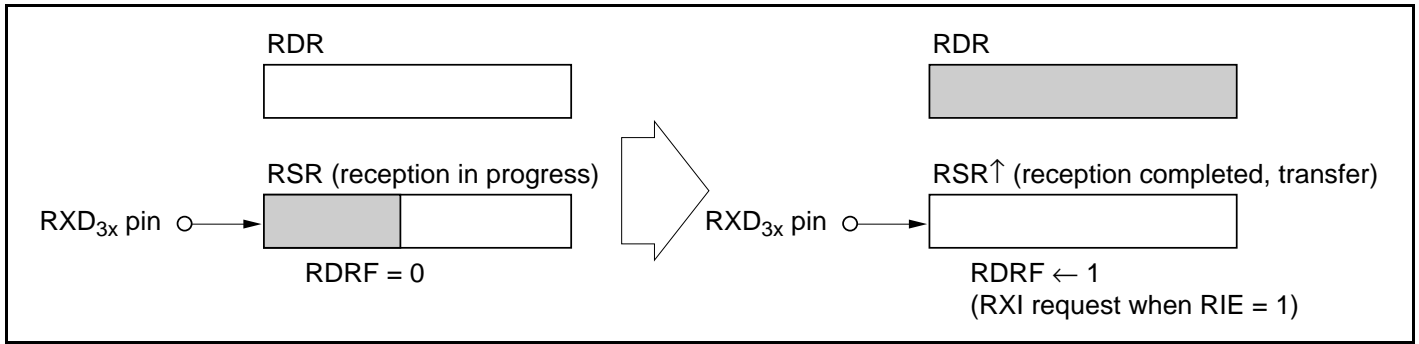 RDR
RSR (reception in progress)
RXD3x pin
RDRF = 0
RDR
RSR↑ (reception completed, transfer)
RXD3x pin
RDRF ← 1
(RXI request when RIE = 1)